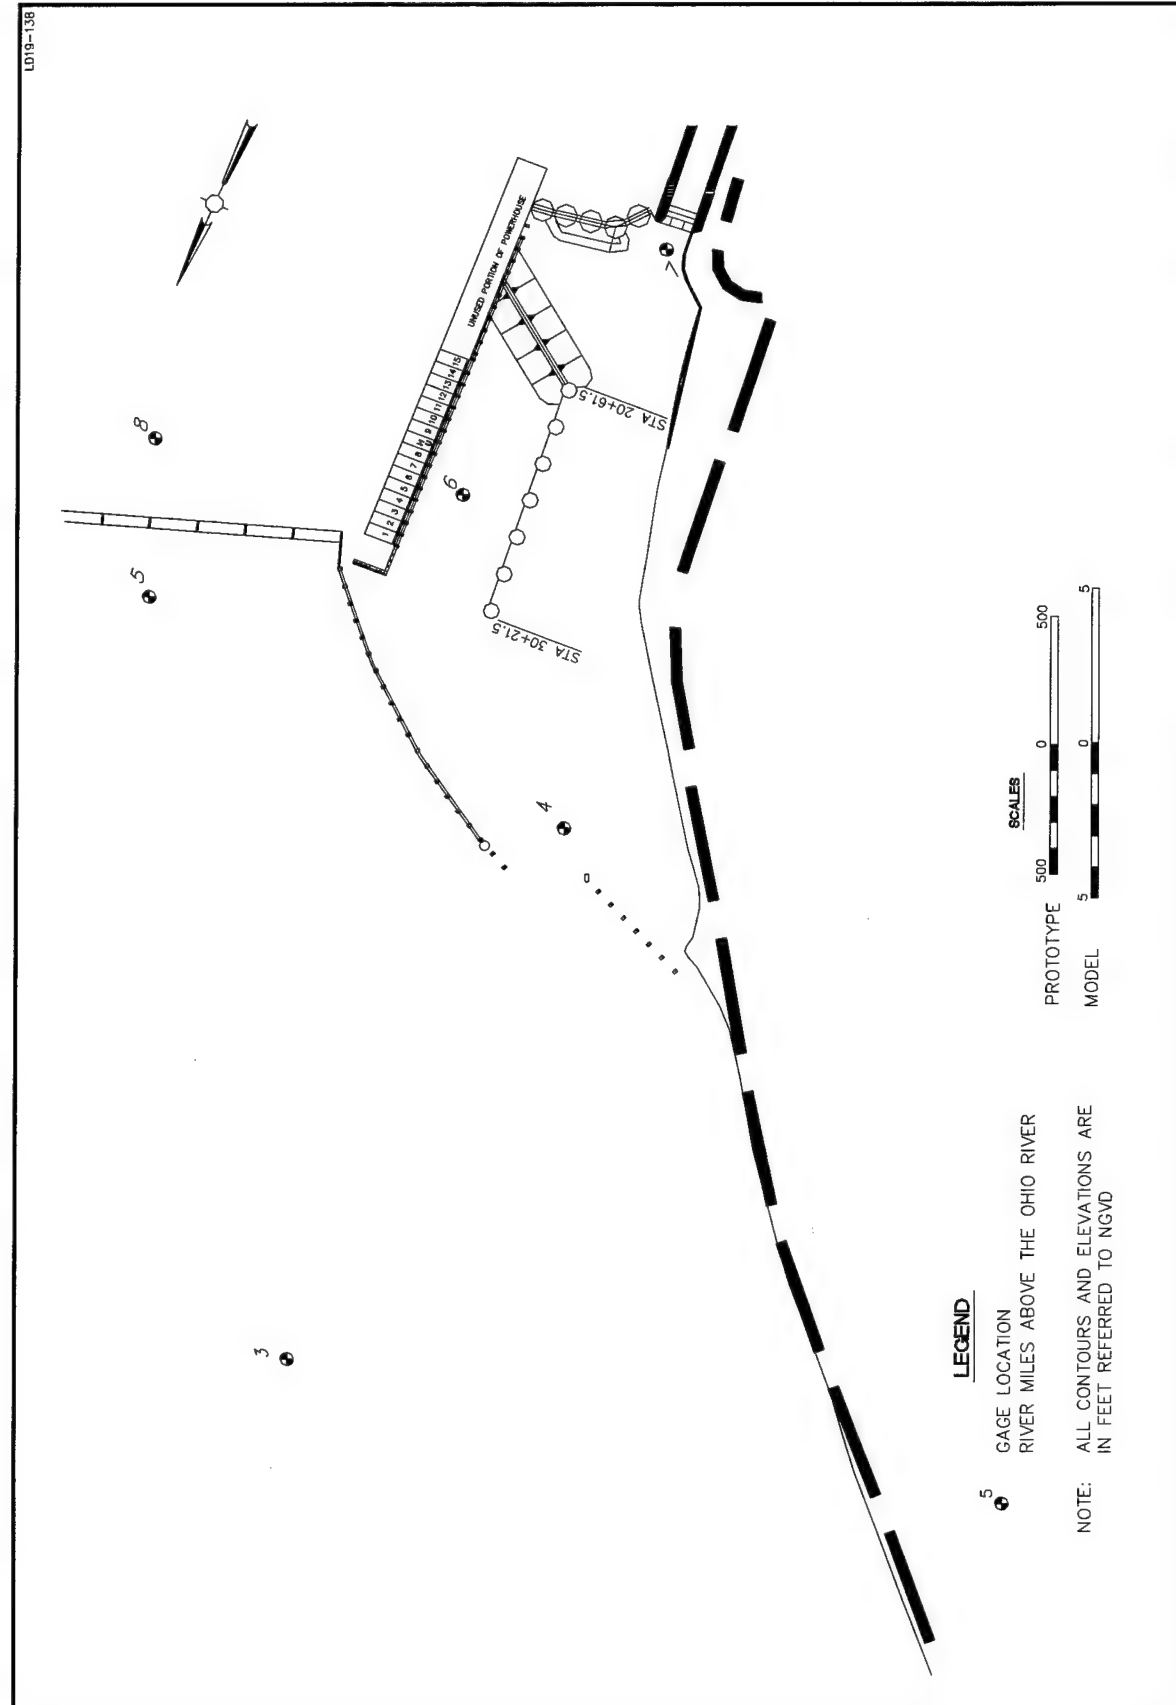 LD19-138
8
5
3
4
6
7
1 2 3 4 5 6 7 8 9 10 11 12 13 14 15
UNUSED PORTION OF POWERHOUSE
STA 20+61.5
STA 30+21.5
LEGEND
5
GAGE LOCATION
RIVER MILES ABOVE THE OHIO RIVER
NOTE: ALL CONTOURS AND ELEVATIONS ARE
IN FEET REFERRED TO NGVD
SCALES
PROTOTYPE 500 0 500
MODEL 5 0 5